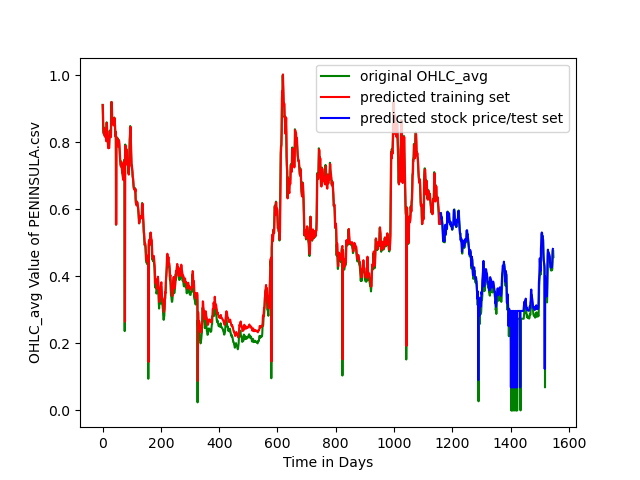 original OHLC_avg
predicted training set
predicted stock price/test set
OHLC_avg Value of PENINSULA.csv
1.0
0.8
0.6
0.4
0.2
0.0
0 200 400 600 800 1000 1200 1400 1600
Time in Days